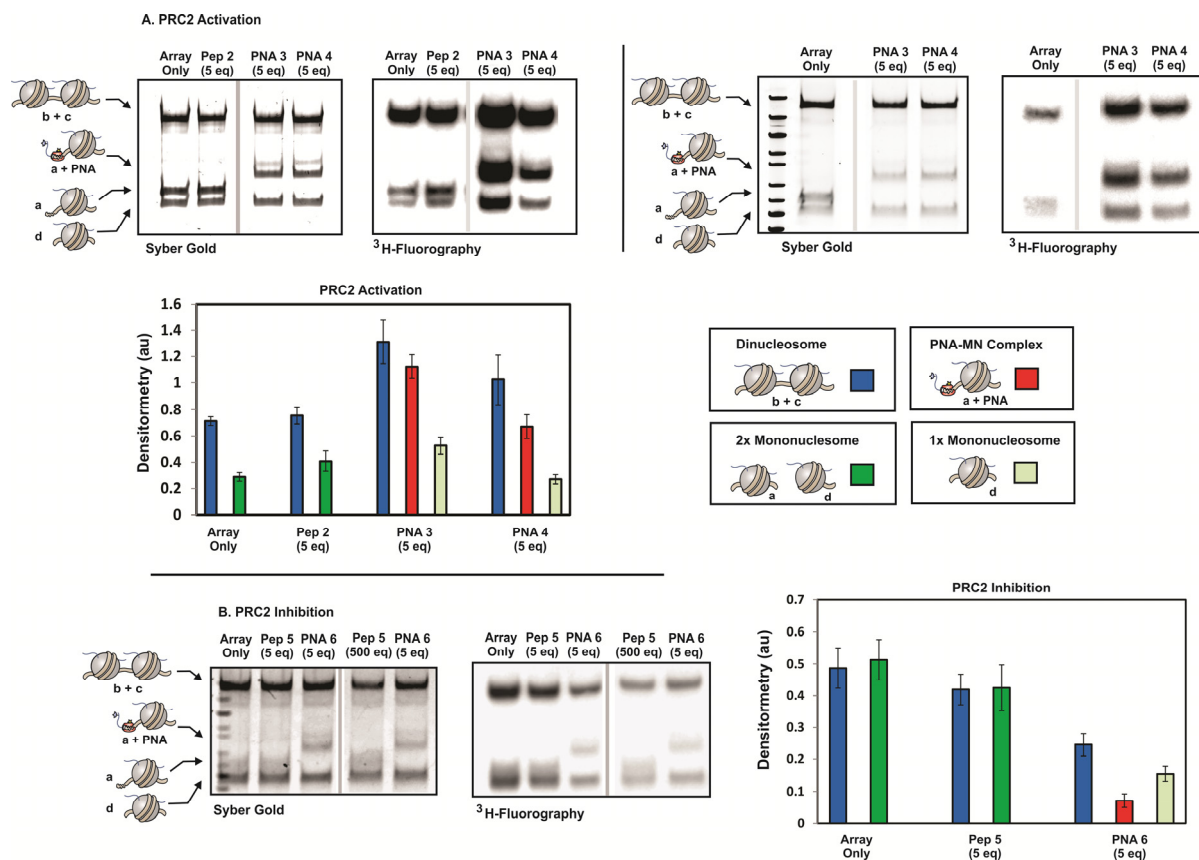 A. PRC2 Activation
Array Only
Pep 2 (5 eq)
PNA 3 (5 eq)
PNA 4 (5 eq)
Array Only
Pep 2 (5 eq)
PNA 3 (5 eq)
PNA 4 (5 eq)
b + c
a + PNA
a
d
Syber Gold
3H-Fluorography
Array Only
PNA 3 (5 eq)
PNA 4 (5 eq)
Array Only
PNA 3 (5 eq)
PNA 4 (5 eq)
b + c
a + PNA
a
d
Syber Gold
3H-Fluorography
PRC2 Activation
Densitormetry (au)
1.6
1.4
1.2
1
0.8
0.6
0.4
0.2
0
Array Only
Pep 2 (5 eq)
PNA 3 (5 eq)
PNA 4 (5 eq)
Dinucleosome
b + c
PNA-MN Complex
a + PNA
2x Mononuclesome
a
d
1x Mononucleosome
d
B. PRC2 Inhibition
Array Only
Pep 5 (5 eq)
PNA 6 (5 eq)
Pep 5 (500 eq)
PNA 6 (5 eq)
Array Only
Pep 5 (5 eq)
PNA 6 (5 eq)
Pep 5 (500 eq)
PNA 6 (5 eq)
b + c
a + PNA
a
d
Syber Gold
3H-Fluorography
PRC2 Inhibition
Densitormetry (au)
0.7
0.6
0.5
0.4
0.3
0.2
0.1
0
Array Only
Pep 5 (5 eq)
PNA 6 (5 eq)